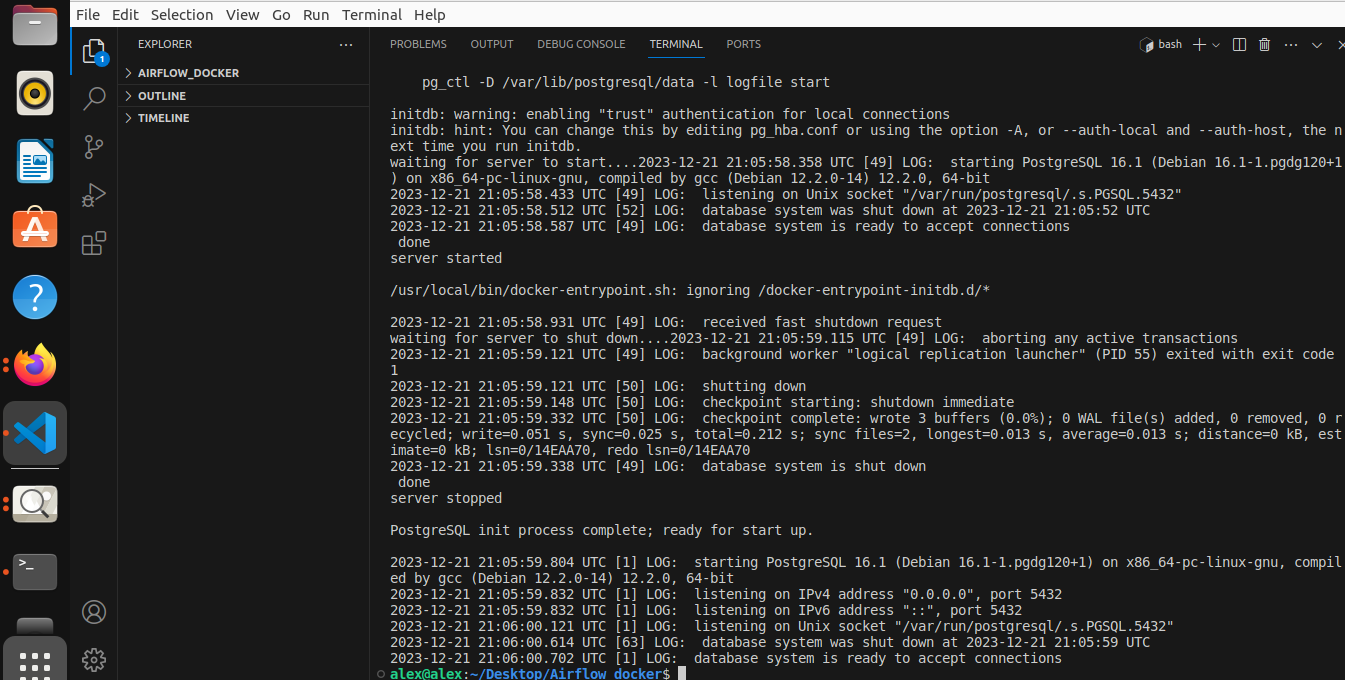 File Edit Selection View Go Run Terminal Help
EXPLORER
1
AIRFLOW_DOCKER
OUTLINE
TIMELINE
PROBLEMS OUTPUT DEBUG CONSOLE TERMINAL PORTS
bash
pg_ctl -D /var/lib/postgresql/data -l logfile start
initdb: warning: enabling "trust" authentication for local connections
initdb: hint: You can change this by editing pg_hba.conf or using the option -A, or --auth-local and --auth-host, the n
ext time you run initdb.
waiting for server to start....2023-12-21 21:05:58.358 UTC [49] LOG:  starting PostgreSQL 16.1 (Debian 16.1-1.pgdg120+1
) on x86_64-pc-linux-gnu, compiled by gcc (Debian 12.2.0-14) 12.2.0, 64-bit
2023-12-21 21:05:58.433 UTC [49] LOG:  listening on Unix socket "/var/run/postgresql/.s.PGSQL.5432"
2023-12-21 21:05:58.512 UTC [52] LOG:  database system was shut down at 2023-12-21 21:05:52 UTC
2023-12-21 21:05:58.587 UTC [49] LOG:  database system is ready to accept connections
done
server started
/usr/local/bin/docker-entrypoint.sh: ignoring /docker-entrypoint-initdb.d/*
2023-12-21 21:05:58.931 UTC [49] LOG:  received fast shutdown request
waiting for server to shut down....2023-12-21 21:05:59.115 UTC [49] LOG:  aborting any active transactions
2023-12-21 21:05:59.121 UTC [49] LOG:  background worker "logical replication launcher" (PID 55) exited with exit code
1
2023-12-21 21:05:59.121 UTC [50] LOG:  shutting down
2023-12-21 21:05:59.148 UTC [50] LOG:  checkpoint starting: shutdown immediate
2023-12-21 21:05:59.332 UTC [50] LOG:  checkpoint complete: wrote 3 buffers (0.0%); 0 WAL file(s) added, 0 removed, 0 r
ecycled; write=0.051 s, sync=0.025 s, total=0.212 s; sync files=2, longest=0.013 s, average=0.013 s; distance=0 kB, est
imate=0 kB; lsn=0/14EAA70, redo lsn=0/14EAA70
2023-12-21 21:05:59.338 UTC [49] LOG:  database system is shut down
done
server stopped
PostgreSQL init process complete; ready for start up.
2023-12-21 21:05:59.804 UTC [1] LOG:  starting PostgreSQL 16.1 (Debian 16.1-1.pgdg120+1) on x86_64-pc-linux-gnu, compil
ed by gcc (Debian 12.2.0-14) 12.2.0, 64-bit
2023-12-21 21:05:59.832 UTC [1] LOG:  listening on IPv4 address "0.0.0.0", port 5432
2023-12-21 21:05:59.832 UTC [1] LOG:  listening on IPv6 address "::", port 5432
2023-12-21 21:06:00.121 UTC [1] LOG:  listening on Unix socket "/var/run/postgresql/.s.PGSQL.5432"
2023-12-21 21:06:00.614 UTC [63] LOG:  database system was shut down at 2023-12-21 21:05:59 UTC
2023-12-21 21:06:00.702 UTC [1] LOG:  database system is ready to accept connections
alex@alex:~/Desktop/Airflow_docker$